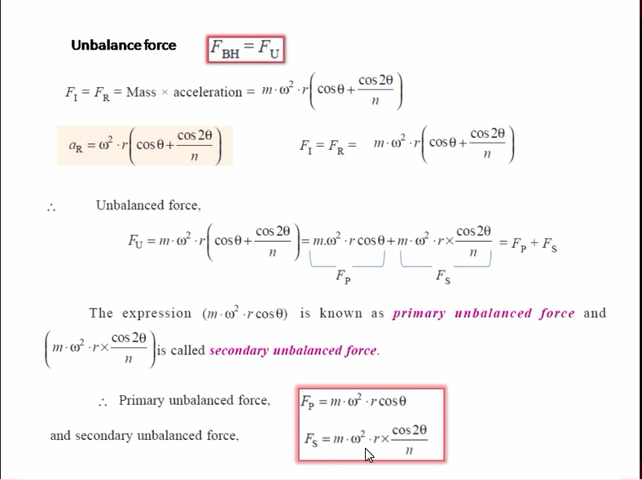 Unbalance force F_BH = F_U
F_I = F_R = Mass × acceleration = m·ω²·r(cosθ + cos2θ/n)
a_R = ω²·r(cosθ + cos2θ/n) F_I = F_R = m·ω²·r(cosθ + cos2θ/n)
∴ Unbalanced force,
F_U = m·ω²·r(cosθ + cos2θ/n) = m.ω²·r cosθ + m·ω²·r × cos2θ/n = F_P + F_S
F_P F_S
The expression (m·ω²·r cosθ) is known as primary unbalanced force and
(m·ω²·r × cos2θ/n) is called secondary unbalanced force.
∴ Primary unbalanced force, F_P = m·ω²·r cosθ
and secondary unbalanced force, F_S = m·ω²·r × cos2θ/n